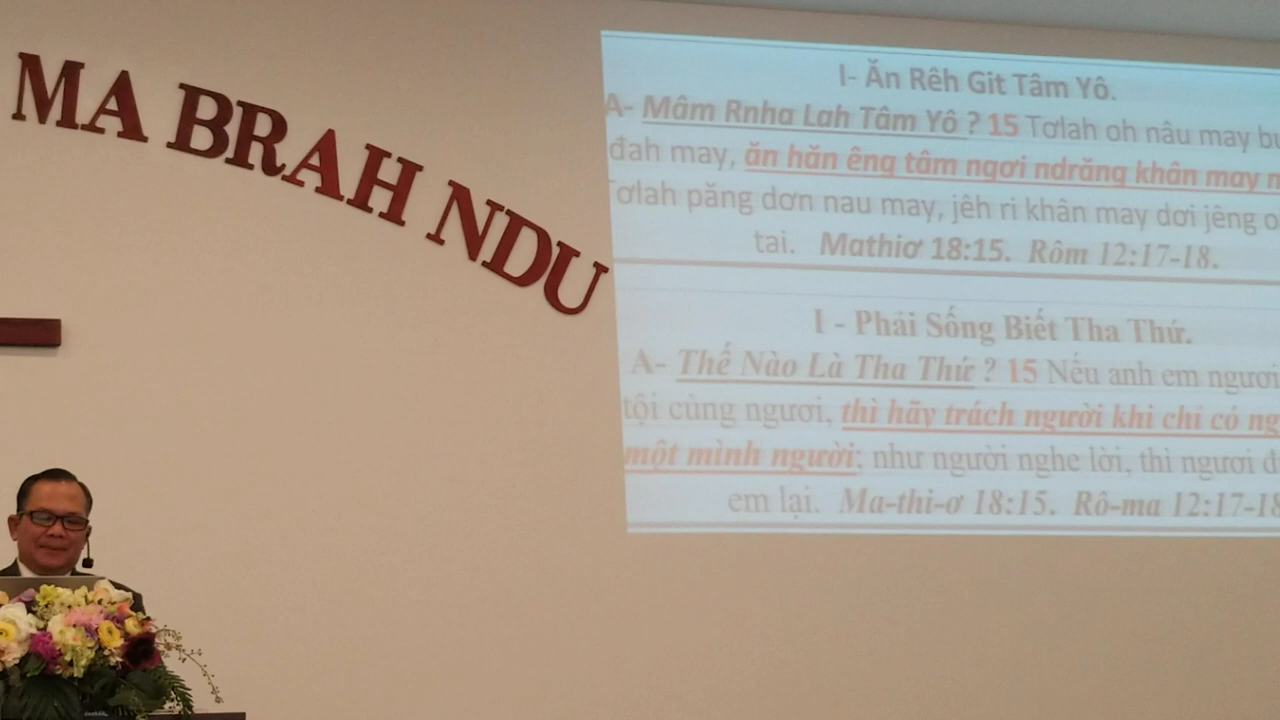 MA BRAH NDU
I- Ăn Rêh Git Tâm Yô.
A- Mâm Rnha Lah Tâm Yô ? 15 Tơlah oh nâu may
đah may, ăn hăn êng tâm ngơi ndrăng khân may
Tơlah păng dơn nau may, jêh ri khân may dơi jêng
tai. Mathiơ 18:15. Rôm 12:17-18.
I - Phải Sống Biết Tha Thứ.
A- Thế Nào Là Tha Thứ ? 15 Nếu anh em ngươi
tội cùng ngươi, thì hãy trách người khi chỉ có
một mình người; như người nghe lời, thì ngươi
em lại. Ma-thi-ơ 18:15. Rô-ma 12:17-18